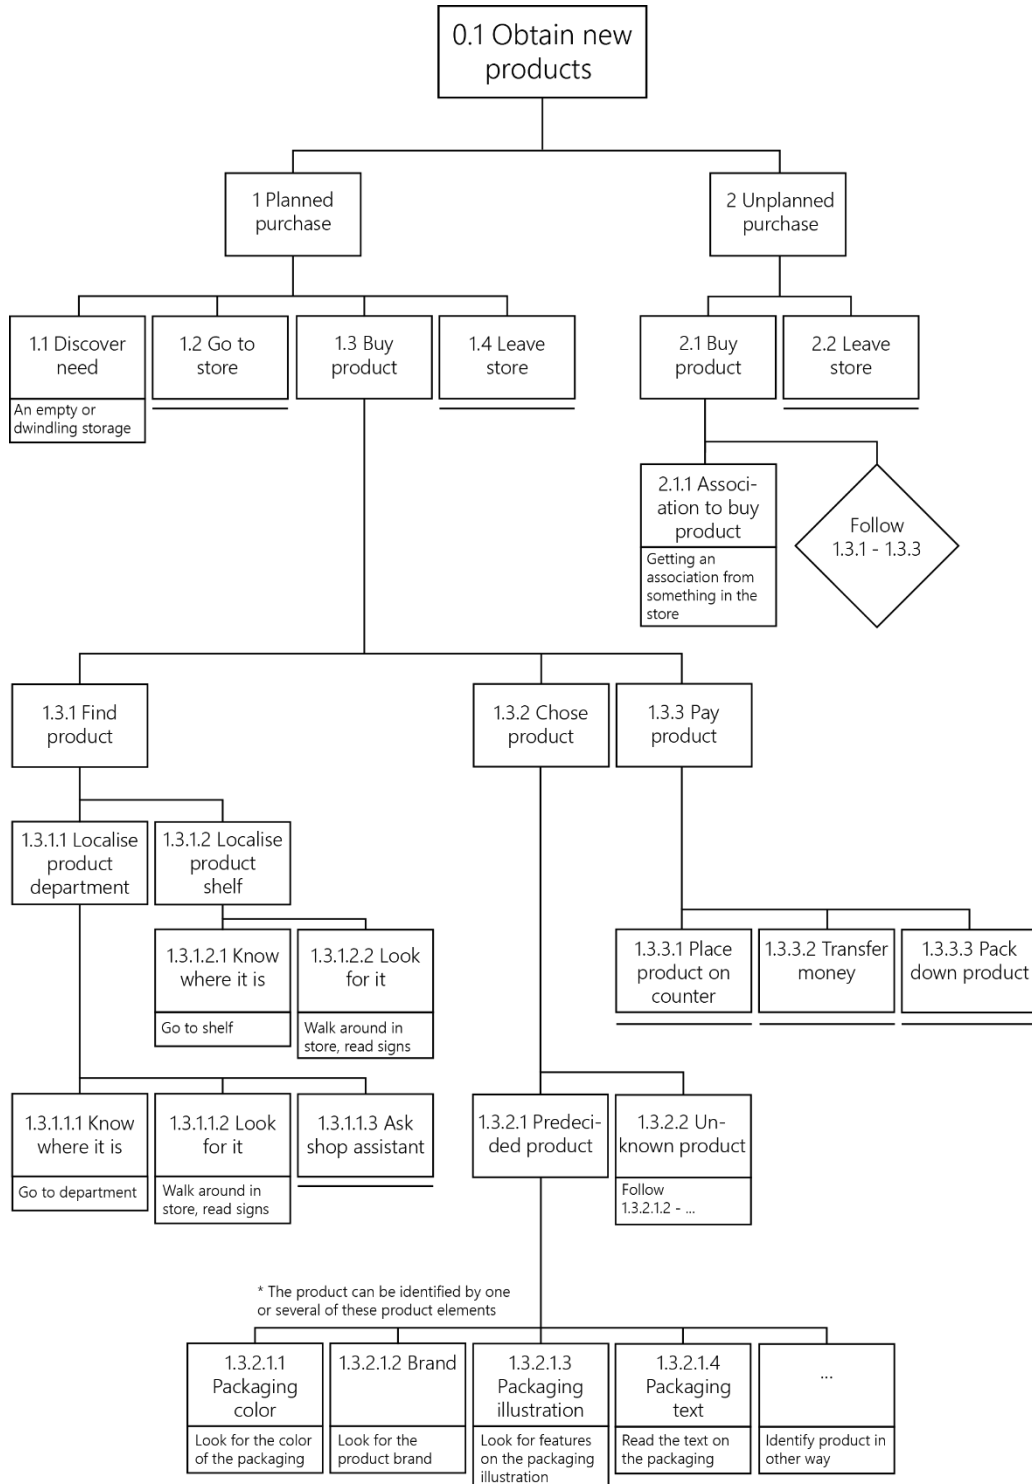 0.1 Obtain new
products
1 Planned
purchase
2 Unplanned
purchase
1.1 Discover
need
An empty or
dwindling storage
1.2 Go to
store
1.3 Buy
product
1.4 Leave
store
2.1 Buy
product
2.2 Leave
store
2.1.1 Associ-
ation to buy
product
Getting an
association from
something in the
store
Follow
1.3.1 - 1.3.3
1.3.1 Find
product
1.3.2 Chose
product
1.3.3 Pay
product
1.3.1.1 Localise
product
department
1.3.1.2 Localise
product
shelf
1.3.1.2.1 Know
where it is
Go to shelf
1.3.1.2.2 Look
for it
Walk around in
store, read signs
1.3.3.1 Place
product on
counter
1.3.3.2 Transfer
money
1.3.3.3 Pack
down product
1.3.1.1.1 Know
where it is
Go to department
1.3.1.1.2 Look
for it
Walk around in
store, read signs
1.3.1.1.3 Ask
shop assistant
1.3.2.1 Predeci-
ded product
1.3.2.2 Un-
known product
Follow
1.3.2.1.2 - ...
* The product can be identified by one
or several of these product elements
1.3.2.1.1
Packaging
color
Look for the color
of the packaging
1.3.2.1.2 Brand
Look for the
product brand
1.3.2.1.3
Packaging
illustration
Look for features
on the packaging
illustration
1.3.2.1.4
Packaging
text
Read the text on
the packaging
...
Identify product in
other way